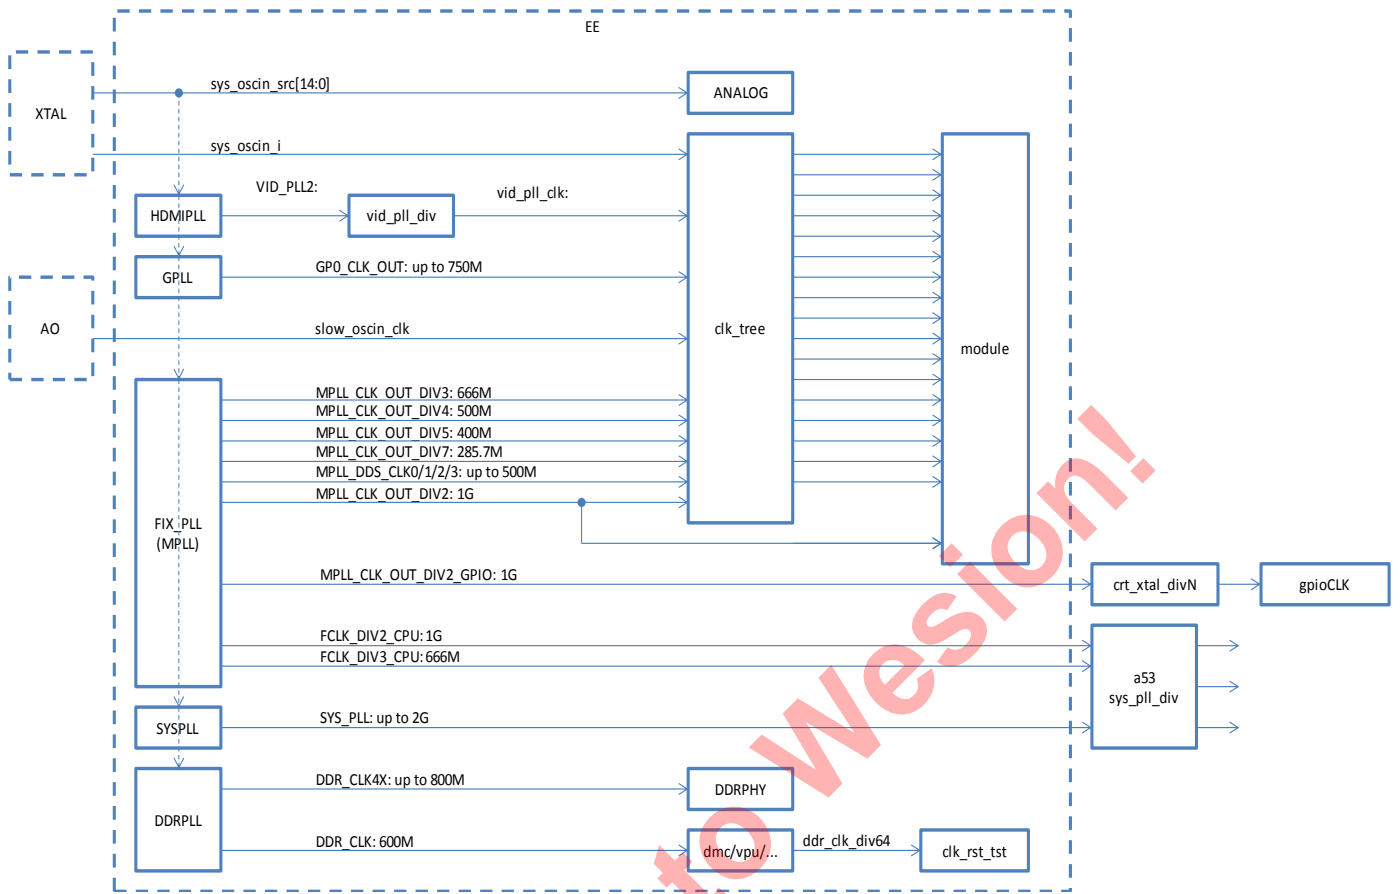 EE
XTAL
sys_oscin_src[14:0]
ANALOG
sys_oscin_i
VID_PLL2:
vid_pll_clk:
HDMIPLL
vid_pll_div
GPLL
GP0_CLK_OUT: up to 750M
AO
slow_oscin_clk
clk_tree
module
MPLL_CLK_OUT_DIV3: 666M
MPLL_CLK_OUT_DIV4: 500M
MPLL_CLK_OUT_DIV5: 400M
MPLL_CLK_OUT_DIV7: 285.7M
MPLL_DDS_CLK0/1/2/3: up to 500M
MPLL_CLK_OUT_DIV2: 1G
FIX_PLL
(MPLL)
MPLL_CLK_OUT_DIV2_GPIO: 1G
crt_xtal_divN
gpioCLK
FCLK_DIV2_CPU: 1G
FCLK_DIV3_CPU: 666M
a53
sys_pll_div
SYSPLL
SYS_PLL: up to 2G
DDRPLL
DDR_CLK4X: up to 800M
DDRPHY
DDR_CLK: 600M
dmc/vpu/...
ddr_clk_div64
clk_rst_tst
to Wesion!